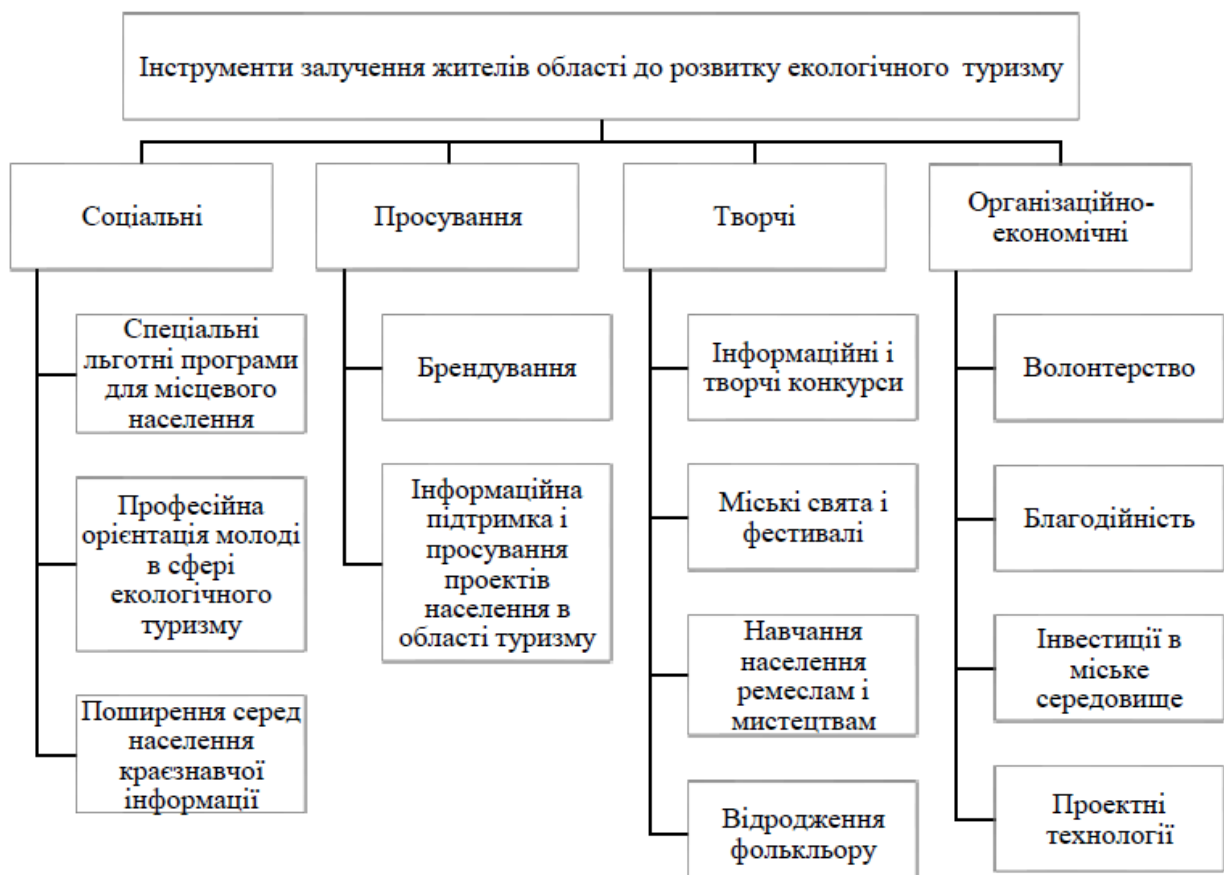 Інструменти залучення жителів області до розвитку екологічного туризму
Соціальні
Спеціальні
льготні програми
для місцевого
населення
Професійна
орієнтація молоді
в сфері
екологічного
туризму
Поширення серед
населення
краєзнавчої
інформації
Просування
Брендування
Інформаційна
підтримка і
просування
проектів
населення в
області туризму
Творчі
Інформаційні і
творчі конкурси
Міські свята і
фестивалі
Навчання
населення
ремеслам і
мистецтвам
Відродження
фолькльору
Організаційно-
економічні
Волонтерство
Благодійність
Інвестиції в
міське
середовище
Проектні
технології